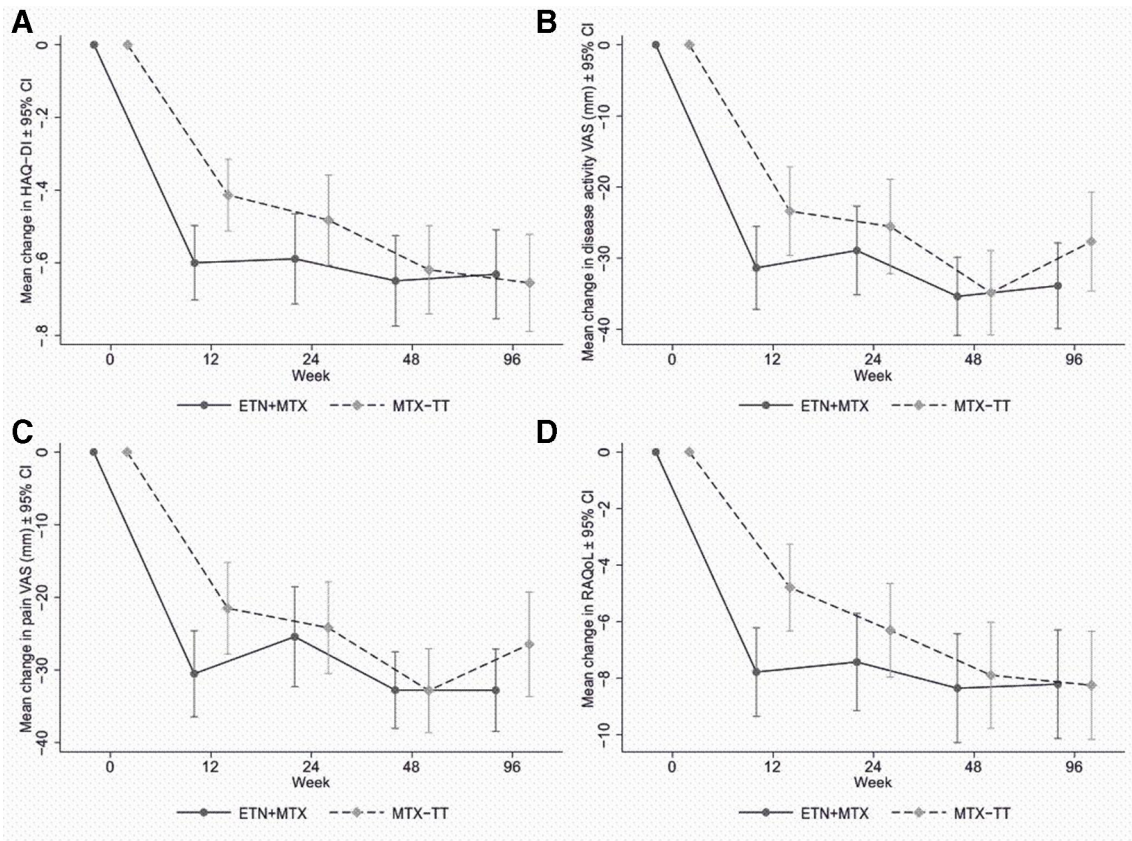 A
Mean change in HAQ−DI ± 95% CI
0
−.2
−.4
−.6
−.8
0 12 24 48 96
Week
ETN+MTX MTX−TT
B
Mean change in disease activity VAS (mm) ± 95% CI
0
−10
−20
−30
−40
0 12 24 48 96
Week
ETN+MTX MTX−TT
C
Mean change in pain VAS (mm) ± 95% CI
0
−10
−20
−30
−40
0 12 24 48 96
Week
ETN+MTX MTX−TT
D
Mean change in RAQoL ± 95% CI
0
−2
−4
−6
−8
−10
0 12 24 48 96
Week
ETN+MTX MTX−TT